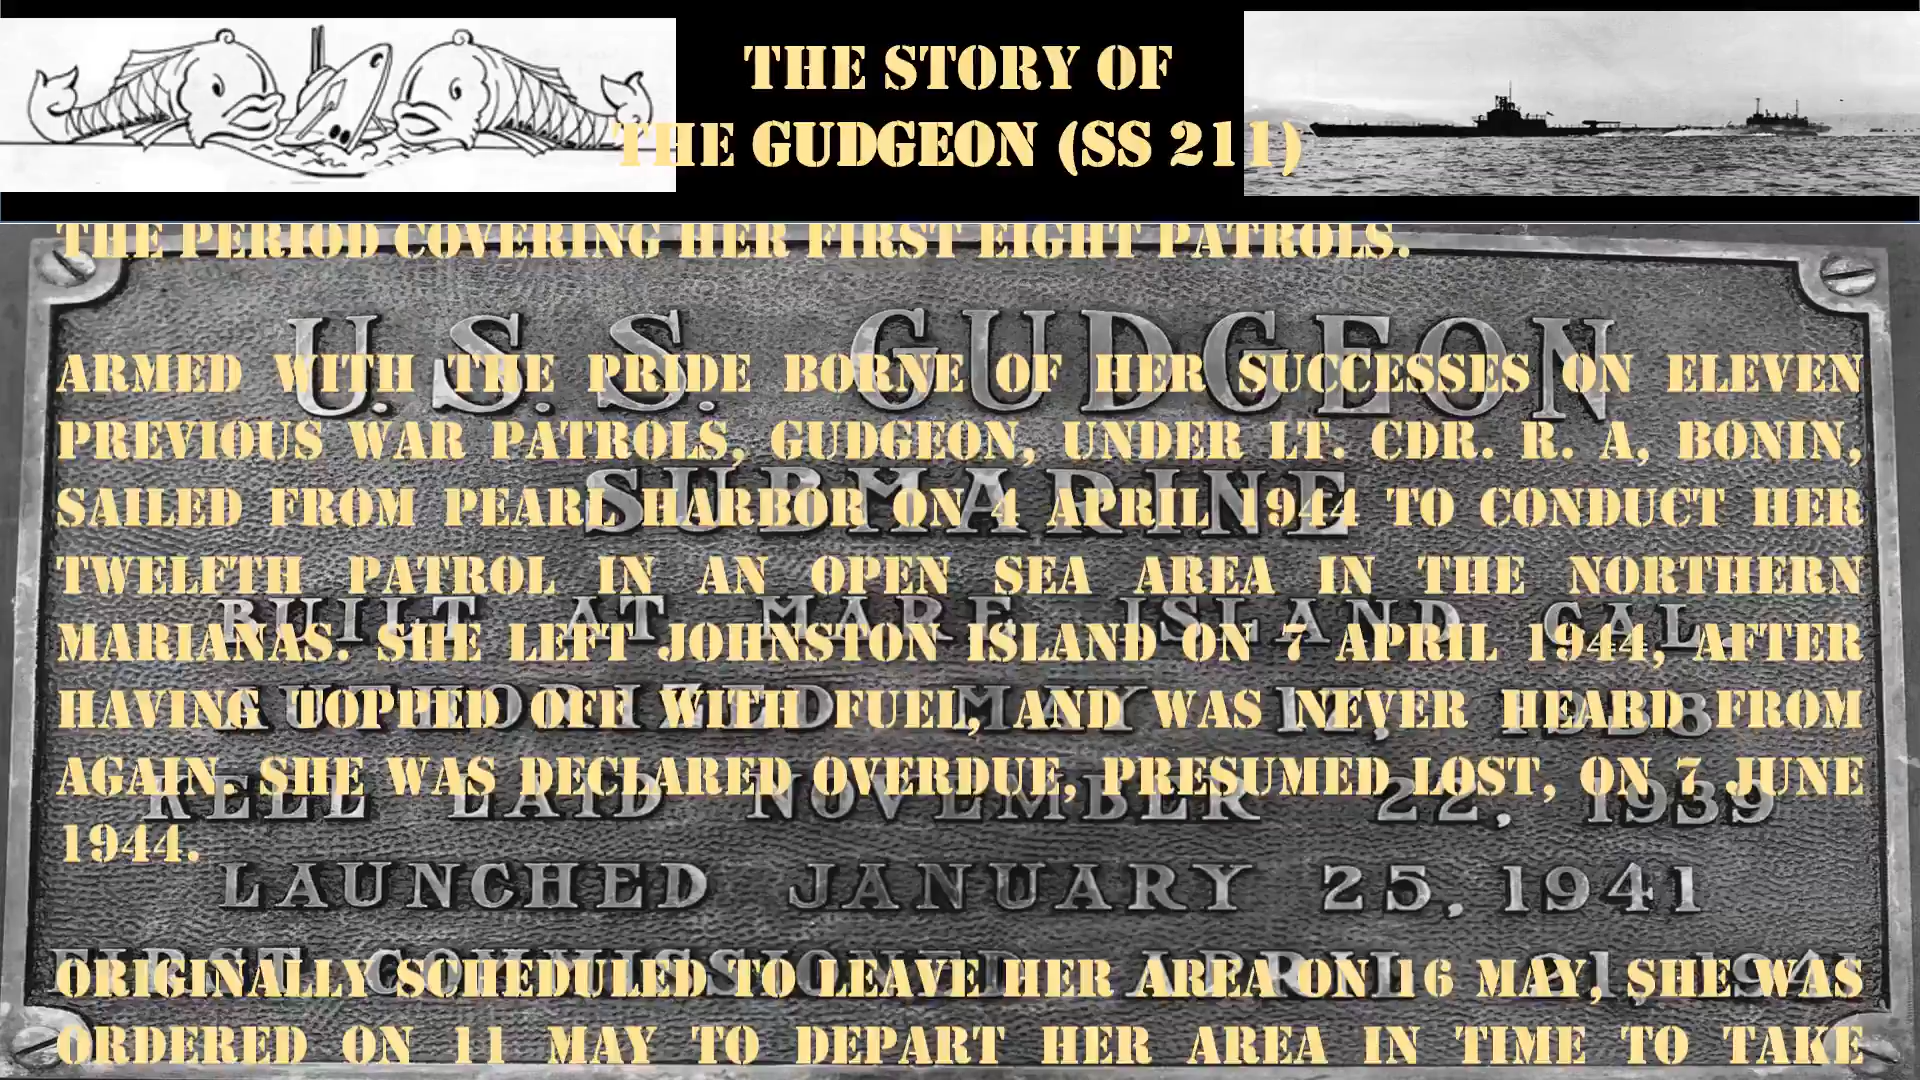 THE STORY OF
THE GUDGEON (SS 211)
THE PERIOD COVERING HER FIRST EIGHT PATROLS.
U.S.S. GUDGEON
ARMED WITH THE PRIDE BORNE OF HER SUCCESSES ON ELEVEN
PREVIOUS WAR PATROLS, GUDGEON, UNDER LT. CDR. R. A, BONIN,
SUBMARINE
SAILED FROM PEARL HARBOR ON 4 APRIL 1944 TO CONDUCT HER
TWELFTH PATROL IN AN OPEN SEA AREA IN THE NORTHERN
BUILT AT MARE ISLAND CAL.
MARIANAS. SHE LEFT JOHNSTON ISLAND ON 7 APRIL 1944, AFTER
HAVING TOPPED OFF WITH FUEL, AND WAS NEVER HEARD FROM
AUTHORIZED MAY
AGAIN. SHE WAS DECLARED OVERDUE, PRESUMED LOST, ON 7 JUNE
KEEL LAID NOVEMBER 22, 1939
1944.
LAUNCHED JANUARY 25, 1941
FIRST COMMISSIONED APRIL
ORIGINALLY SCHEDULED TO LEAVE HER AREA ON 16 MAY, SHE WAS
ORDERED ON 11 MAY TO DEPART HER AREA IN TIME TO TAKE